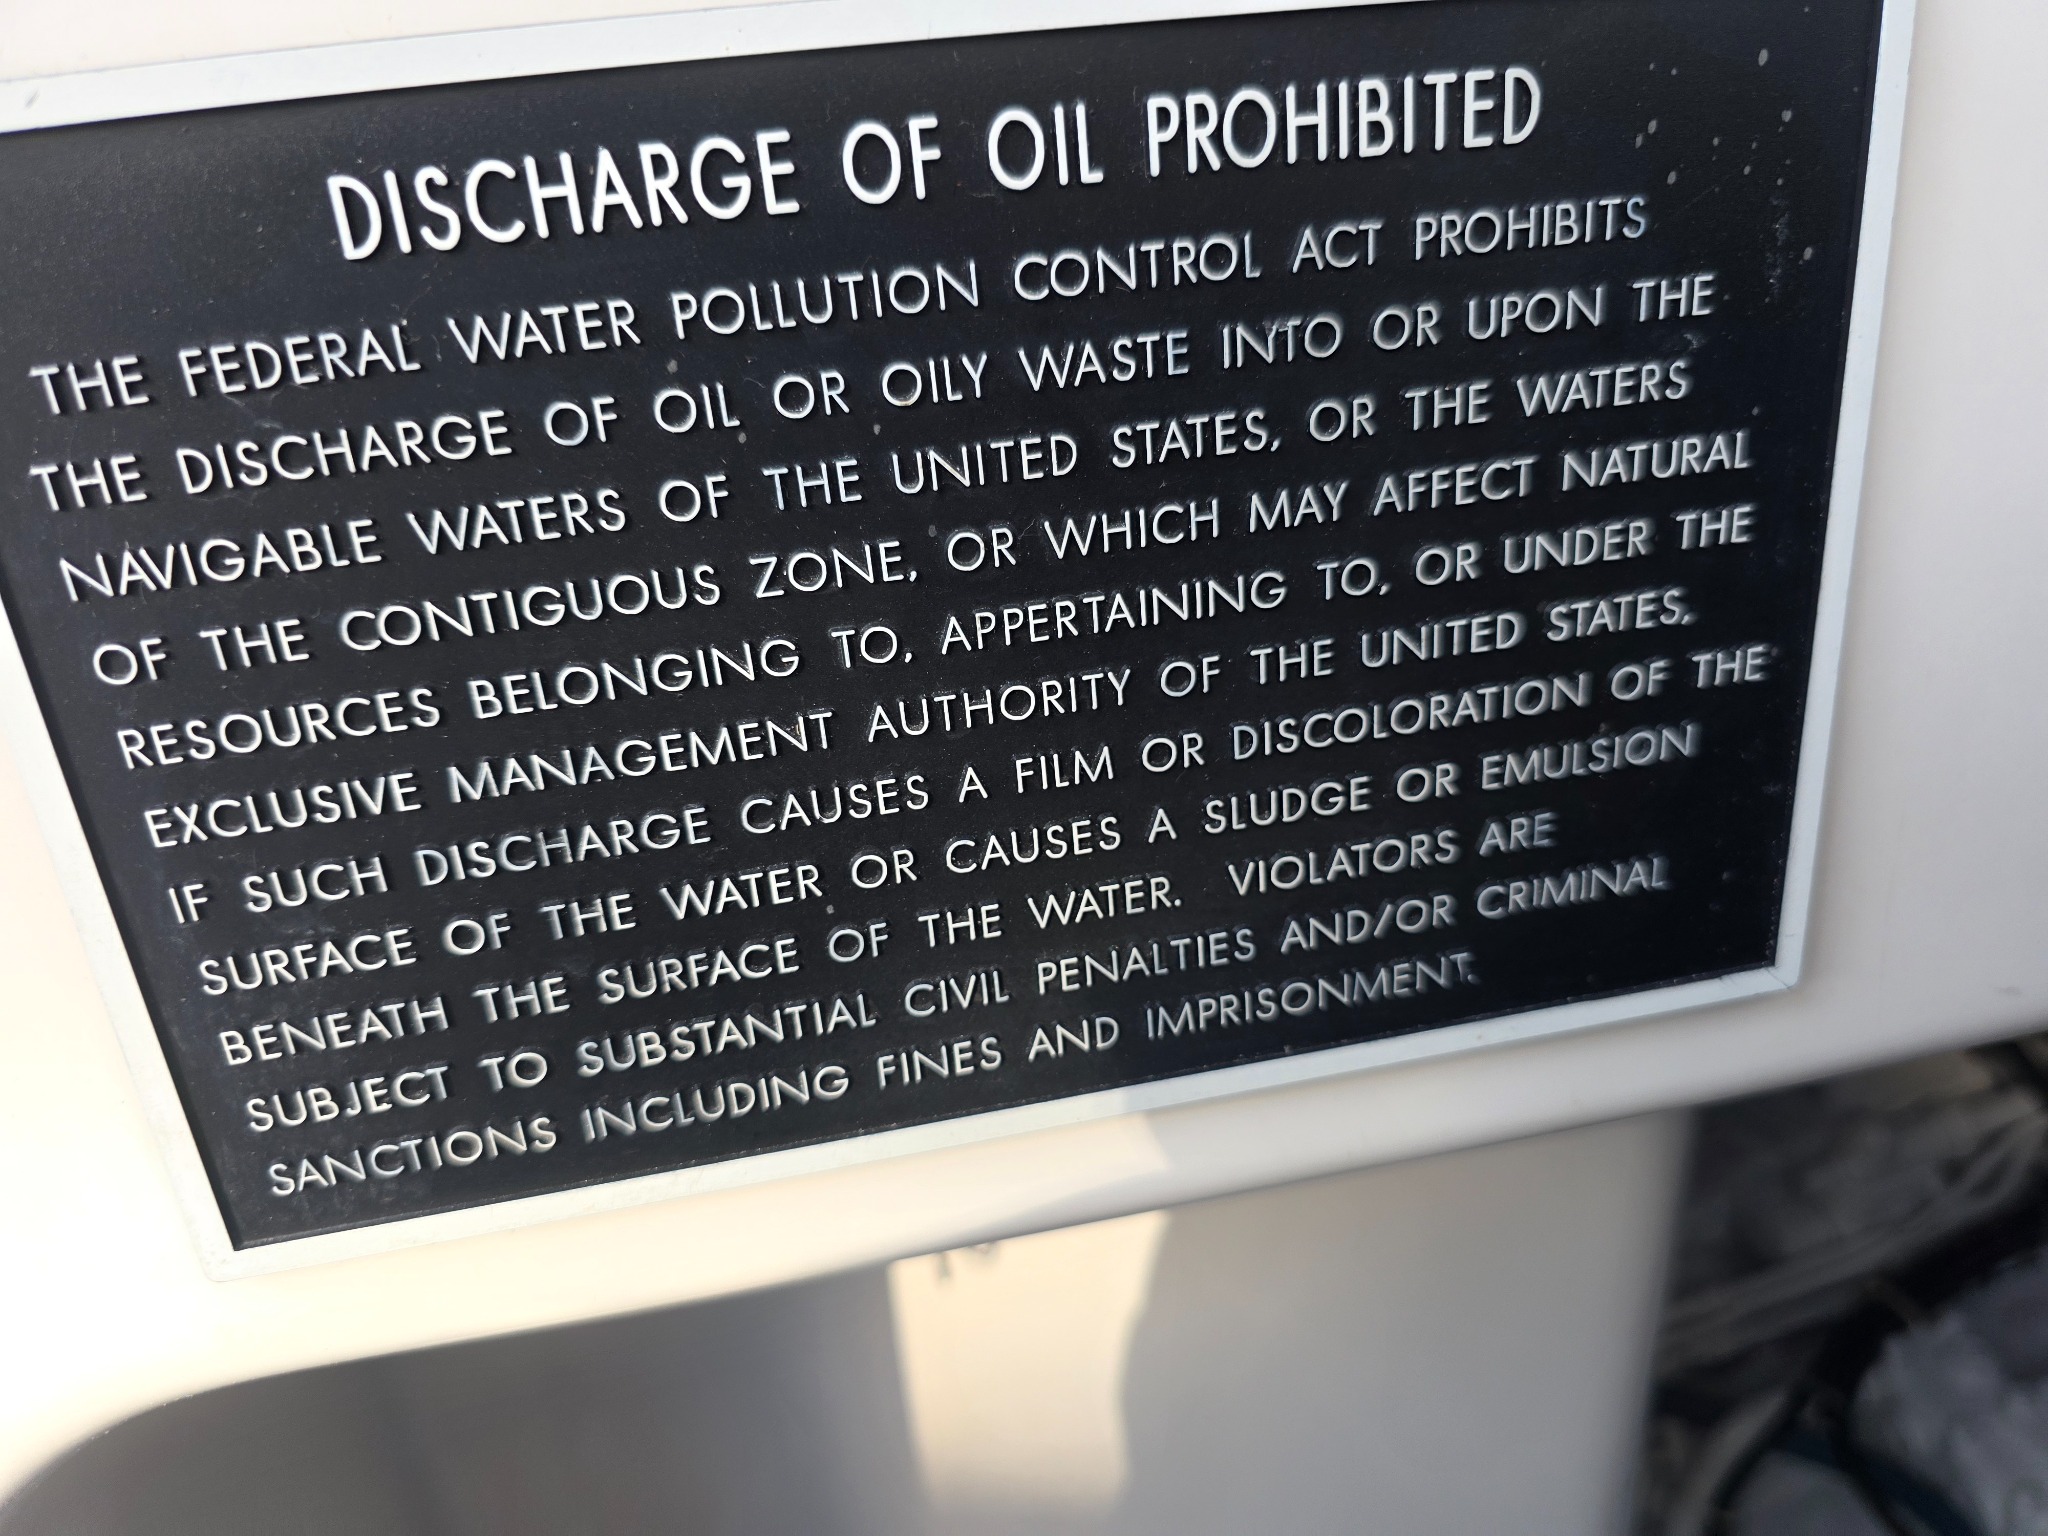 DISCHARGE OF OIL PROHIBITED
THE FEDERAL WATER POLLUTION CONTROL ACT PROHIBITS
THE DISCHARGE OF OIL OR OILY WASTE INTO OR UPON THE
NAVIGABLE WATERS OF THE UNITED STATES, OR THE WATERS
OF THE CONTIGUOUS ZONE, OR WHICH MAY AFFECT NATURAL
RESOURCES BELONGING TO, APPERTAINING TO, OR UNDER THE
EXCLUSIVE MANAGEMENT AUTHORITY OF THE UNITED STATES,
IF SUCH DISCHARGE CAUSES A FILM OR DISCOLORATION OF THE
SURFACE OF THE WATER OR CAUSES A SLUDGE OR EMULSION
BENEATH THE SURFACE OF THE WATER. VIOLATORS ARE
SUBJECT TO SUBSTANTIAL CIVIL PENALTIES AND/OR CRIMINAL
SANCTIONS INCLUDING FINES AND IMPRISONMENT.